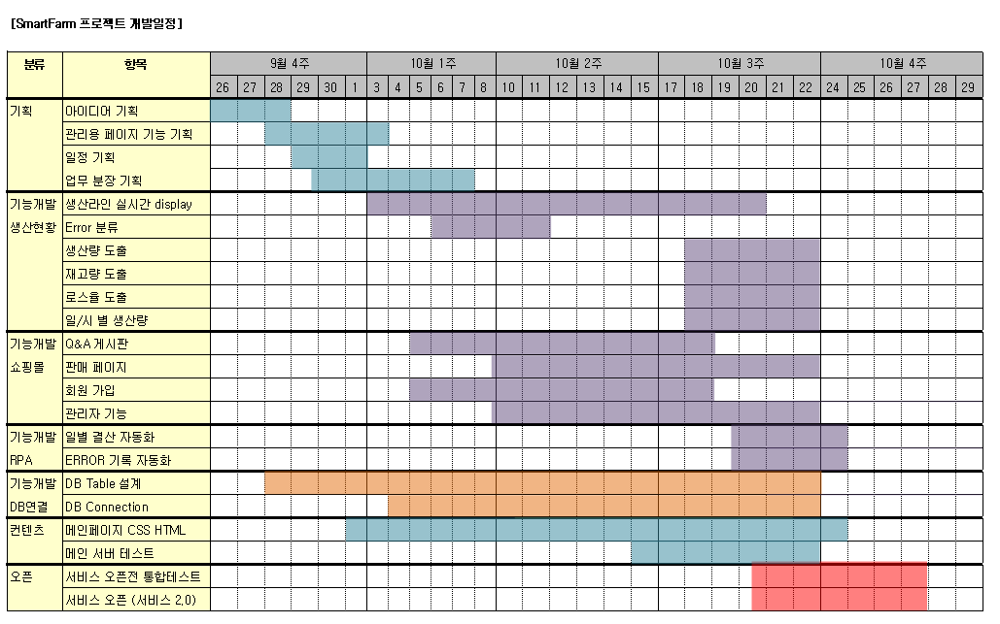 [SmartFarm 프로젝트 개발일정]
분류 항목 9월 4주 10월 1주 10월 2주 10월 3주 10월 4주
26 27 28 29 30 1 3 4 5 6 7 8 10 11 12 13 14 15 17 18 19 20 21 22 24 25 26 27 28 29
기획 아이디어 기획
관리용 페이지 기능 기획
일정 기획
업무 분장 기획
기능개발 생산라인 실시간 display
생산현황 Error 분류
생산량 도출
재고량 도출
로스율 도출
일/시 별 생산량
기능개발 Q&A 게시판
쇼핑몰 판매 페이지
회원 가입
관리자 기능
기능개발 일별 결산 자동화
RPA ERROR 기록 자동화
기능개발 DB Table 설계
DB연결 DB Connection
컨텐츠 메인페이지 CSS HTML
메인 서버 테스트
오픈 서비스 오픈전 통합테스트
서비스 오픈 (서비스 2.0)